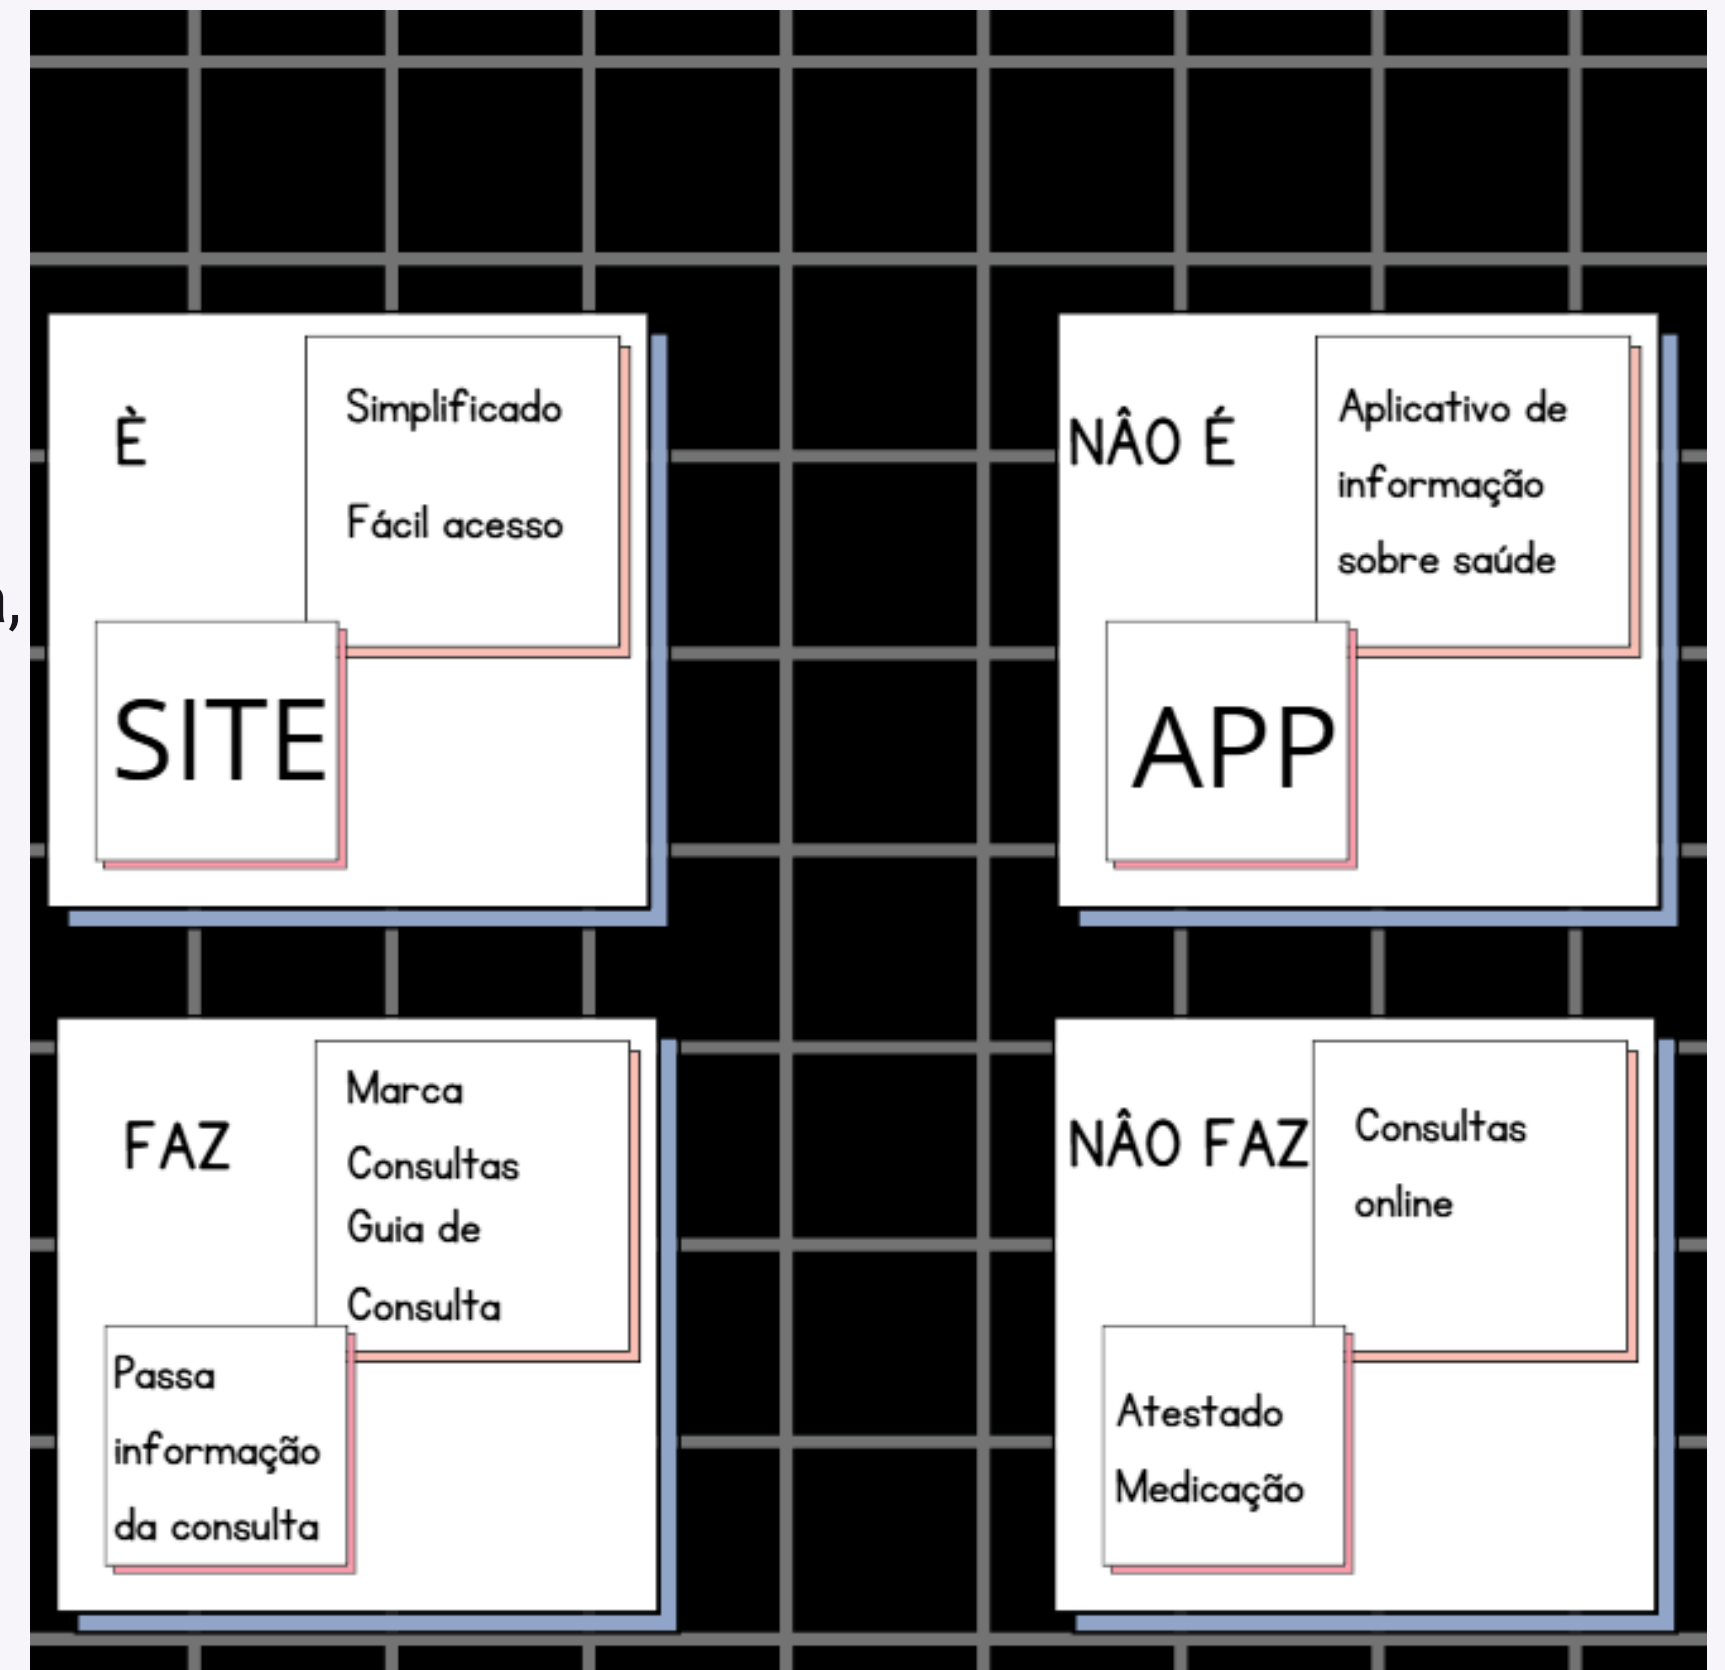 È
Simplificado
Fácil acesso
SITE
NÂO É
Aplicativo de
informação
sobre saúde
APP
FAZ
Marca
Consultas
Guia de
Consulta
Passa
informação
da consulta
NÂO FAZ
Consultas
online
Atestado
Medicação